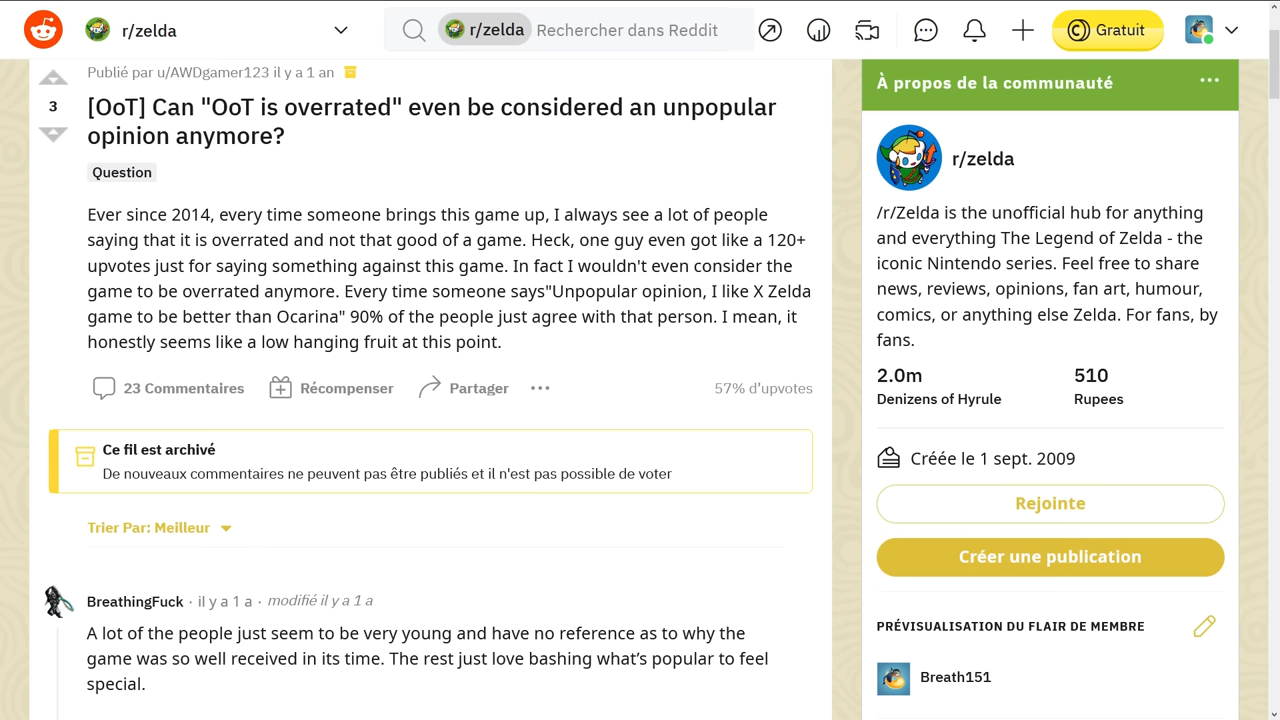 r/zelda
r/zelda Rechercher dans Reddit
Gratuit
Publié par u/AWDgamer123 il y a 1 an
3
[OoT] Can "OoT is overrated" even be considered an unpopular
opinion anymore?
Question
Ever since 2014, every time someone brings this game up, I always see a lot of people
saying that it is overrated and not that good of a game. Heck, one guy even got like a 120+
upvotes just for saying something against this game. In fact I wouldn't even consider the
game to be overrated anymore. Every time someone says"Unpopular opinion, I like X Zelda
game to be better than Ocarina" 90% of the people just agree with that person. I mean, it
honestly seems like a low hanging fruit at this point.
23 Commentaires
Récompenser
Partager
57% d'upvotes
Ce fil est archivé
De nouveaux commentaires ne peuvent pas être publiés et il n'est pas possible de voter
Trier Par: Meilleur
BreathingFuck · il y a 1 a · modifié il y a 1 a
A lot of the people just seem to be very young and have no reference as to why the
game was so well received in its time. The rest just love bashing what’s popular to feel
special.
À propos de la communauté
r/zelda
/r/Zelda is the unofficial hub for anything
and everything The Legend of Zelda - the
iconic Nintendo series. Feel free to share
news, reviews, opinions, fan art, humour,
comics, or anything else Zelda. For fans, by
fans.
2.0m
Denizens of Hyrule
510
Rupees
Créée le 1 sept. 2009
Rejointe
Créer une publication
PRÉVISUALISATION DU FLAIR DE MEMBRE
Breath151